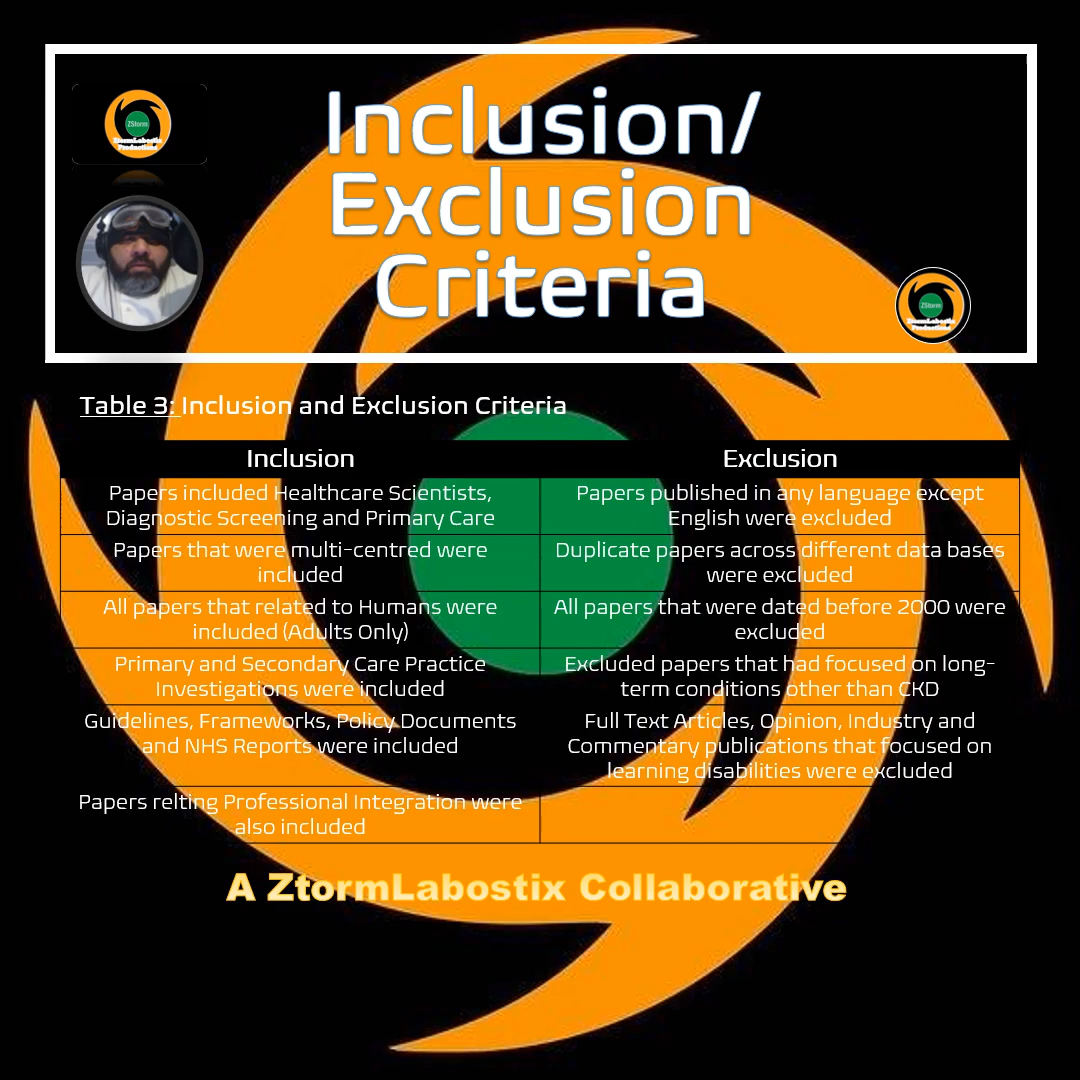 ZStorm
ZtormLabostix
Productions
Inclusion/
Exclusion
Criteria
ZStorm
ZtormLabostix
Productions
Table 3: Inclusion and Exclusion Criteria
Inclusion
Exclusion
Papers included Healthcare Scientists,
Diagnostic Screening and Primary Care
Papers published in any language except
English were excluded
Papers that were multi-centred were
included
Duplicate papers across different data bases
were excluded
All papers that related to Humans were
included (Adults Only)
All papers that were dated before 2000 were
excluded
Primary and Secondary Care Practice
Investigations were included
Excluded papers that had focused on long-
term conditions other than CKD
Guidelines, Frameworks, Policy Documents
and NHS Reports were included
Full Text Articles, Opinion, Industry and
Commentary publications that focused on
learning disabilities were excluded
Papers relting Professional Integration were
also included
A ZtormLabostix Collaborative